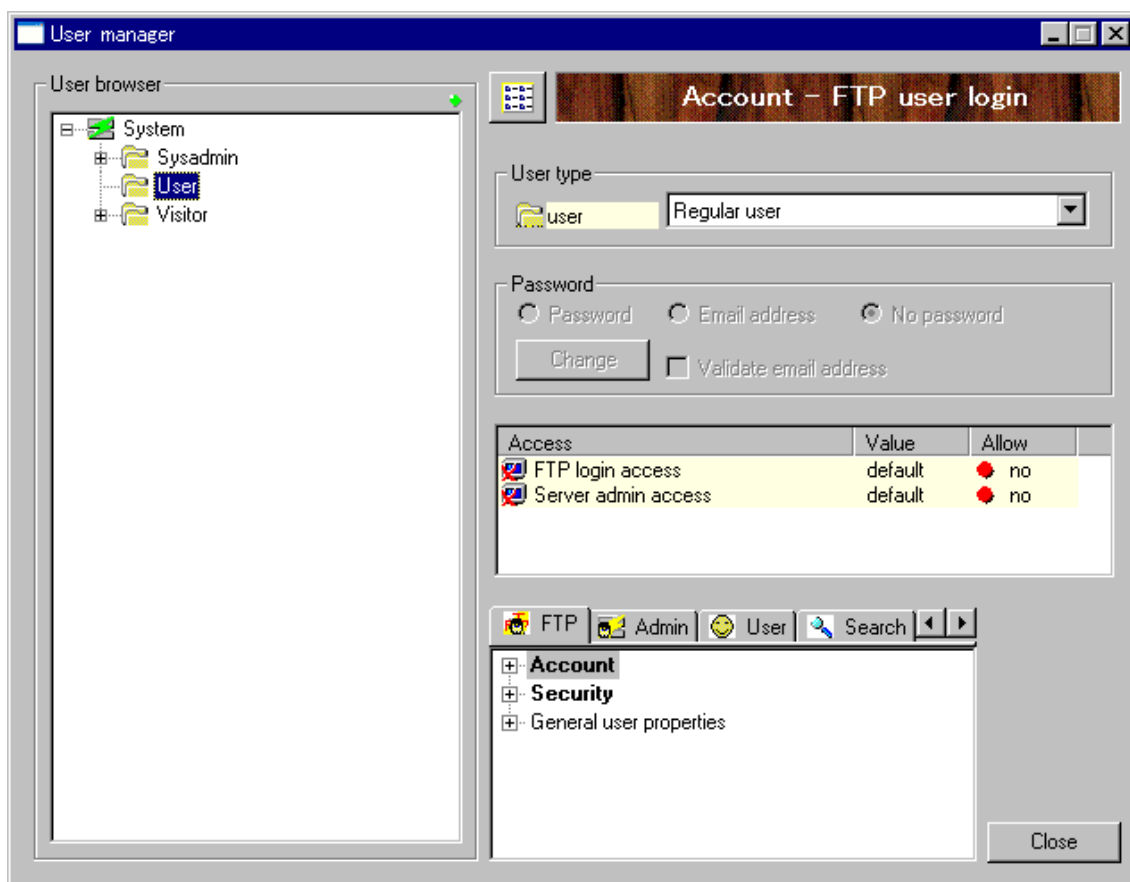 User manager
User browser
System
Sysadmin
User
Visitor
Account - FTP user login
User type
user
Regular user
Password
Password Email address No password
Change Validate email address
Access Value Allow
FTP login access default no
Server admin access default no
FTP Admin User Search
Account
Security
General user properties
Close